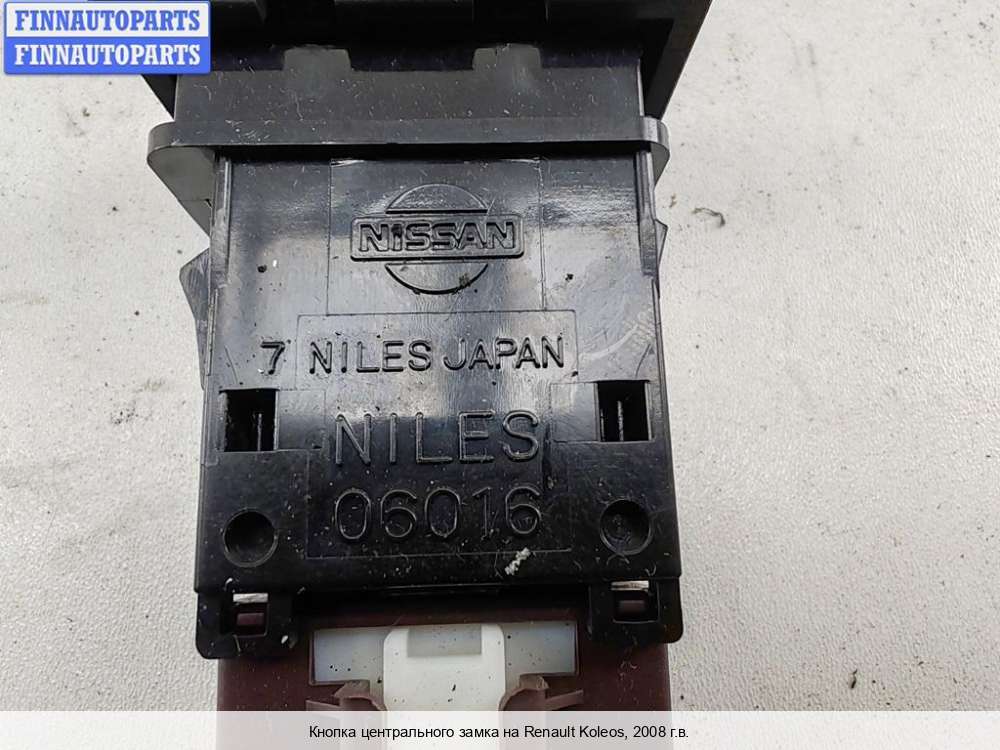 FINNAUTOPARTS
FINNAUTOPARTS
NISSAN
7 NILES JAPAN
NILES
06016
Кнопка центрального замка на Renault Koleos, 2008 г.в.